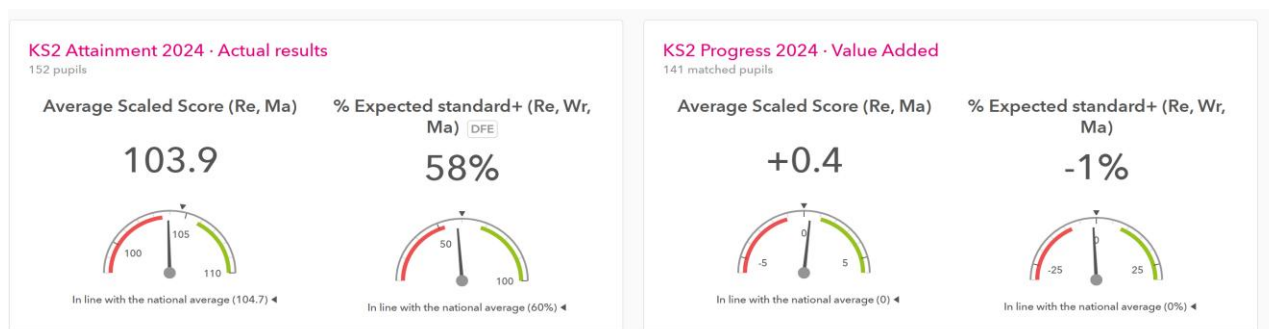 KS2 Attainment 2024 · Actual results
152 pupils
Average Scaled Score (Re, Ma)
103.9
100
105
110
In line with the national average (104.7) ◄
% Expected standard+ (Re, Wr,
Ma) DFE
58%
50
100
In line with the national average (60%) ◄
KS2 Progress 2024 · Value Added
141 matched pupils
Average Scaled Score (Re, Ma)
+0.4
-5
0
5
In line with the national average (0) ◄
% Expected standard+ (Re, Wr,
Ma)
-1%
-25
0
25
In line with the national average (0%) ◄